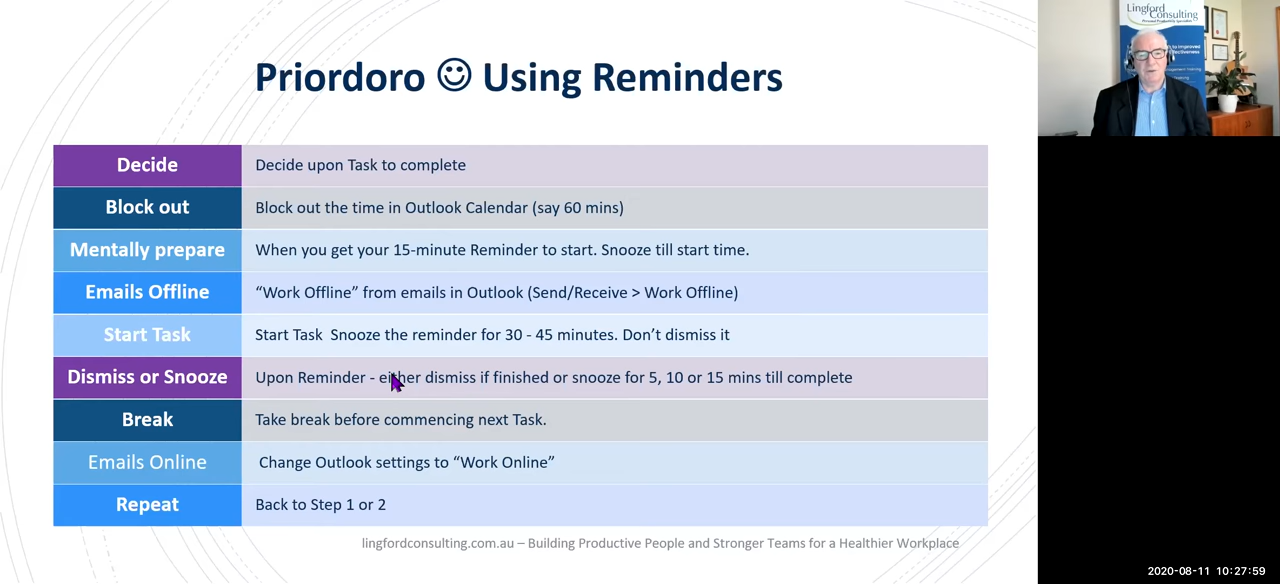 Priordoro ☺ Using Reminders
Decide
Decide upon Task to complete
Block out
Block out the time in Outlook Calendar (say 60 mins)
Mentally prepare
When you get your 15-minute Reminder to start. Snooze till start time.
Emails Offline
“Work Offline” from emails in Outlook (Send/Receive > Work Offline)
Start Task
Start Task  Snooze the reminder for 30 - 45 minutes. Don’t dismiss it
Dismiss or Snooze
Upon Reminder - either dismiss if finished or snooze for 5, 10 or 15 mins till complete
Break
Take break before commencing next Task.
Emails Online
Change Outlook settings to “Work Online”
Repeat
Back to Step 1 or 2
lingfordconsulting.com.au – Building Productive People and Stronger Teams for a Healthier Workplace
Lingford
Consulting
2020-08-11 10:27:59